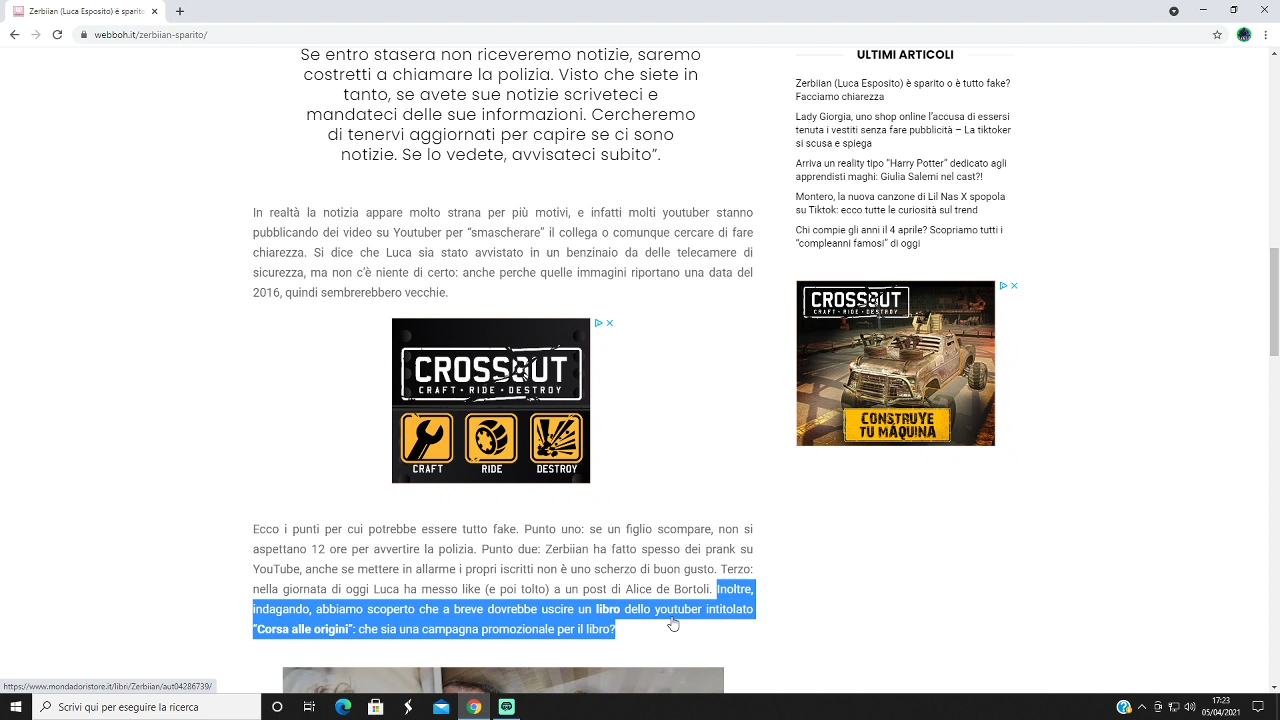 Zerbiian (Luca Esposito) è sparito
webboh.it/zerbiian-sparito/
Se entro stasera non riceveremo notizie, saremo
costretti a chiamare la polizia. Visto che siete in
tanto, se avete sue notizie scriveteci e
mandateci delle sue informazioni. Cercheremo
di tenervi aggiornati per capire se ci sono
notizie. Se lo vedete, avvisateci subito”.
In realtà la notizia appare molto strana per più motivi, e infatti molti youtuber stanno
pubblicando dei video su Youtuber per “smascherare” il collega o comunque cercare di fare
chiarezza. Si dice che Luca sia stato avvistato in un benzinaio da delle telecamere di
sicurezza, ma non c’è niente di certo: anche perche quelle immagini riportano una data del
2016, quindi sembrerebbero vecchie.
CROSSOUT
CRAFT • RIDE • DESTROY
CRAFT
RIDE
DESTROY
Ecco i punti per cui potrebbe essere tutto fake. Punto uno: se un figlio scompare, non si
aspettano 12 ore per avvertire la polizia. Punto due: Zerbiian ha fatto spesso dei prank su
YouTube, anche se mettere in allarme i propri iscritti non è uno scherzo di buon gusto. Terzo:
nella giornata di oggi Luca ha messo like (e poi tolto) a un post di Alice de Bortoli. Inoltre,
indagando, abbiamo scoperto che a breve dovrebbe uscire un libro dello youtuber intitolato
“Corsa alle origini”: che sia una campagna promozionale per il libro?
ULTIMI ARTICOLI
Zerbiian (Luca Esposito) è sparito o è tutto fake?
Facciamo chiarezza
Lady Giorgia, uno shop online l’accusa di essersi
tenuta i vestiti senza fare pubblicità – La tiktoker
si scusa e spiega
Arriva un reality tipo “Harry Potter” dedicato agli
apprendisti maghi: Giulia Salemi nel cast?!
Montero, la nuova canzone di Lil Nas X spopola
su Tiktok: ecco tutte le curiosità sul trend
Chi compie gli anni il 4 aprile? Scopriamo tutti i
“compleanni famosi” di oggi
CROSSOUT
CRAFT • RIDE • DESTROY
CONSTRUYE
TU MÁQUINA
https://www.mondadoristore.it/libri/Zerbiian/aut04286739/
Scrivi qui per eseguire la ricerca
17:23
05/04/2021